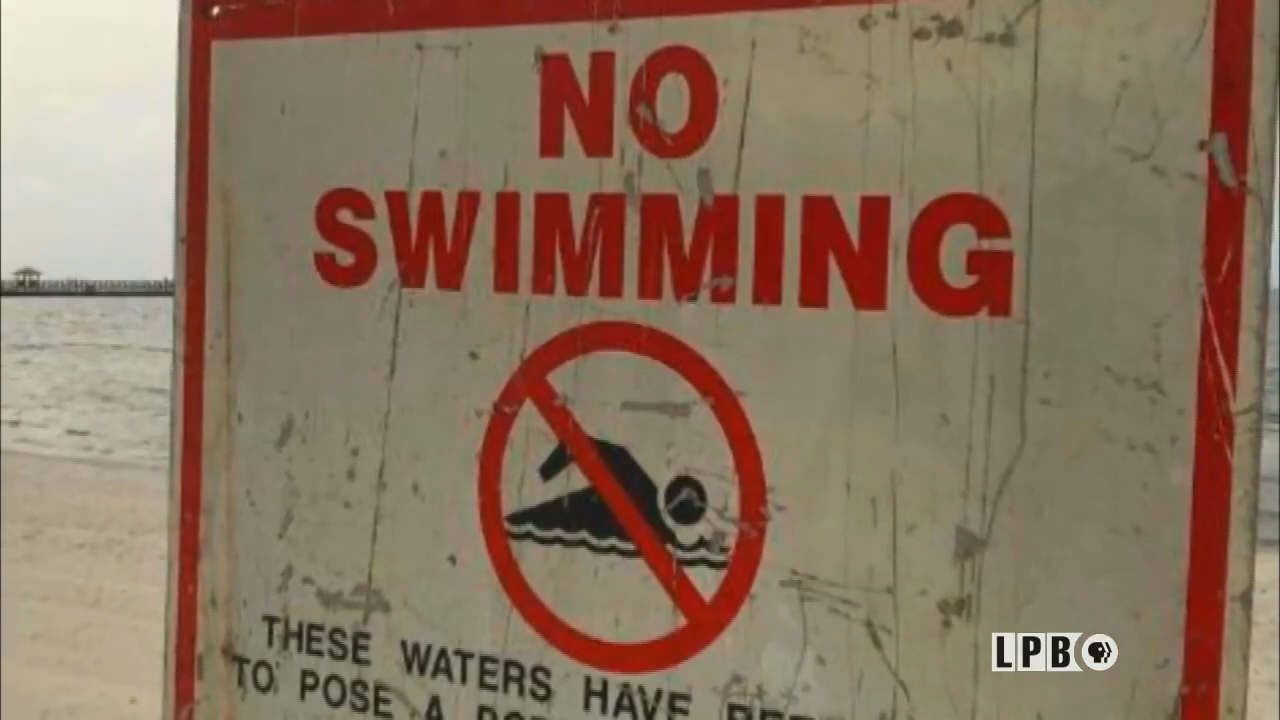 NO
SWIMMING
THESE WATERS HAVE
TO POSE A
LPB